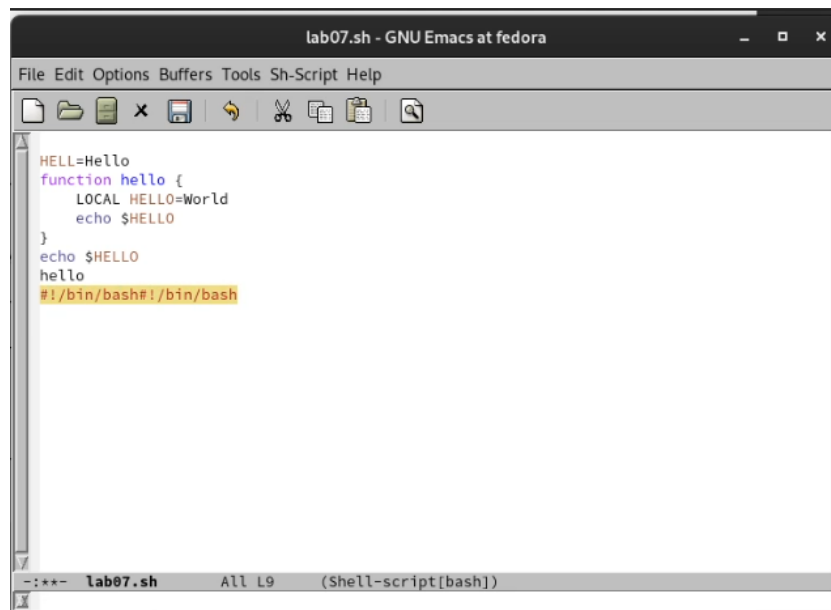 lab07.sh - GNU Emacs at fedora
File Edit Options Buffers Tools Sh-Script Help
HELL=Hello
function hello {
    LOCAL HELLO=World
    echo $HELLO
}
echo $HELLO
hello
#!/bin/bash#!/bin/bash
-:**-  lab07.sh      All L9     (Shell-script[bash])